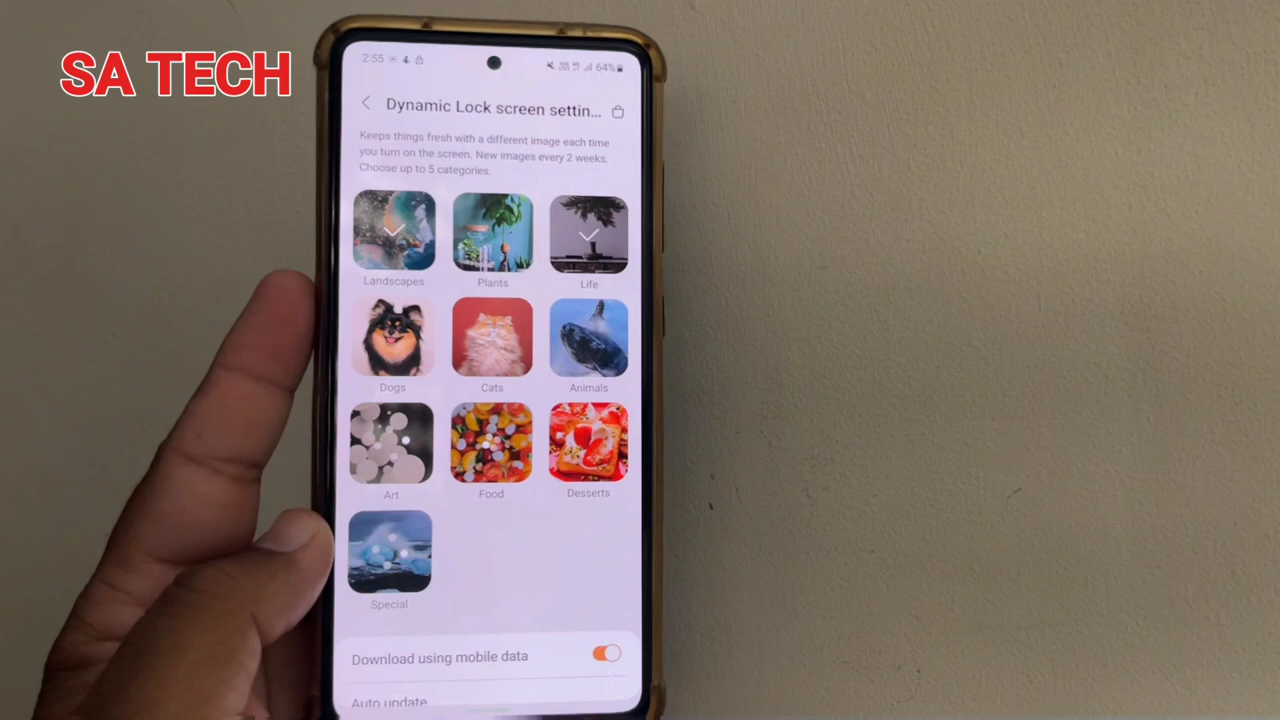 SA TECH
2:55
64%
Dynamic Lock screen settin...
Keeps things fresh with a different image each time
you turn on the screen. New images every 2 weeks.
Choose up to 5 categories.
Landscapes
Plants
Life
Dogs
Cats
Animals
Art
Food
Desserts
Special
Download using mobile data
Auto update